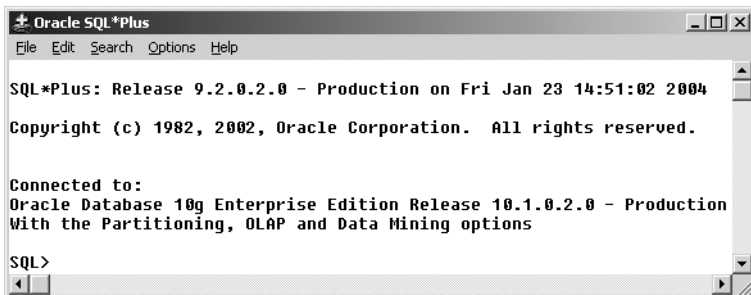 Oracle SQL*Plus
File Edit Search Options Help
SQL*Plus: Release 9.2.0.2.0 - Production on Fri Jan 23 14:51:02 2004
Copyright (c) 1982, 2002, Oracle Corporation.  All rights reserved.
Connected to:
Oracle Database 10g Enterprise Edition Release 10.1.0.2.0 - Production
With the Partitioning, OLAP and Data Mining options
SQL>